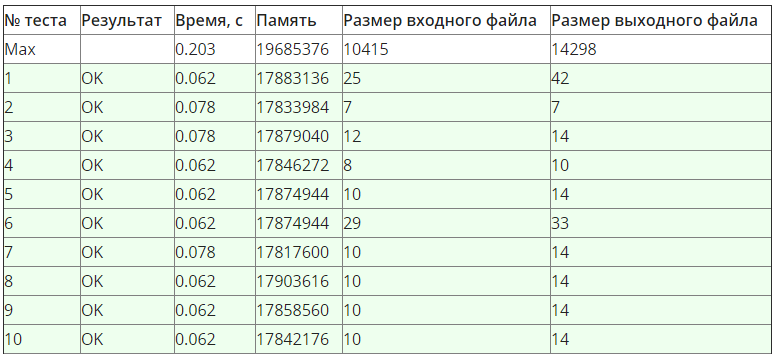 № теста Результат Время, с Память Размер входного файла Размер выходного файла
Max 0.203 19685376 10415 14298
1 OK 0.062 17883136 25 42
2 OK 0.078 17833984 7 7
3 OK 0.078 17879040 12 14
4 OK 0.062 17846272 8 10
5 OK 0.062 17874944 10 14
6 OK 0.062 17874944 29 33
7 OK 0.078 17817600 10 14
8 OK 0.062 17903616 10 14
9 OK 0.062 17858560 10 14
10 OK 0.062 17842176 10 14